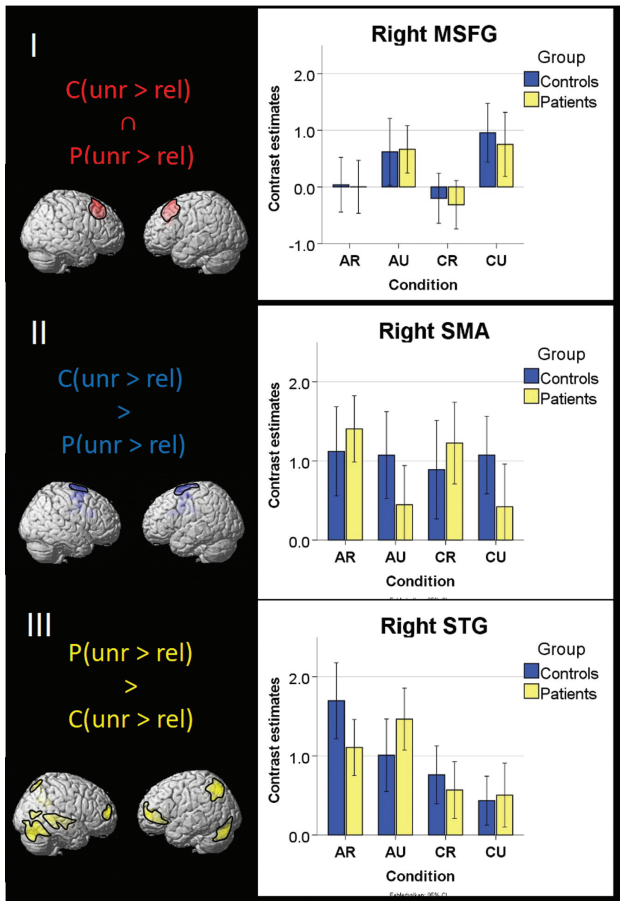 I
C(unr > rel)
∩
P(unr > rel)
Right MSFG
Group
Controls
Patients
Contrast estimates
2.0
1.0
0.0
-1.0
AR AU CR CU
Condition
II
C(unr > rel)
>
P(unr > rel)
Right SMA
Group
Controls
Patients
Contrast estimates
2.0
1.0
0.0
AR AU CR CU
Condition
III
P(unr > rel)
>
C(unr > rel)
Right STG
Group
Controls
Patients
Contrast estimates
2.0
1.0
0.0
AR AU CR CU
Condition